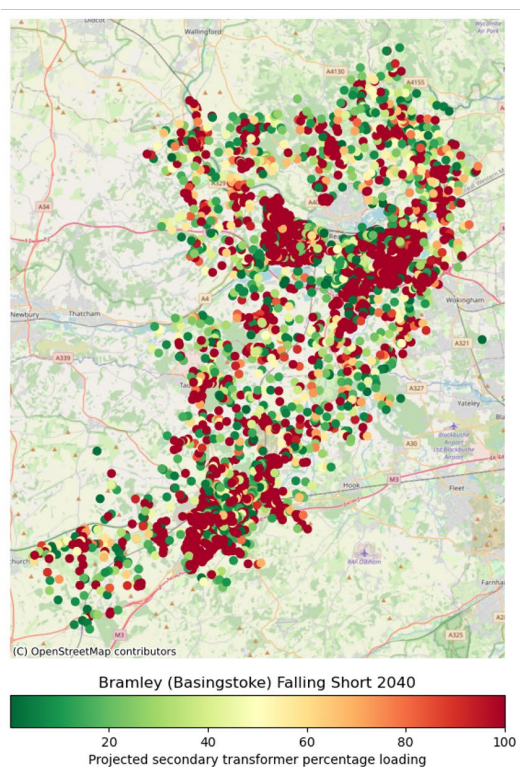 Didcot
Wallingford
Wycombe
Air Park
A4130
A4155
A34
A329
A4
Newbury
Thatcham
Wokingham
A321
A339
A327
Yateley
A30
Blackbushe
Airport
Hook
M3
Fleet
RAF Odiham
Farnha
M3
A325
(C) OpenStreetMap contributors
Bramley (Basingstoke) Falling Short 2040
20 40 60 80 100
Projected secondary transformer percentage loading